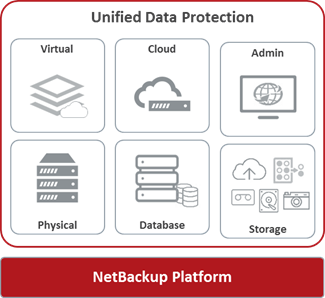 Unified Data Protection
Virtual
Cloud
Admin
Physical
Database
Storage
NetBackup Platform